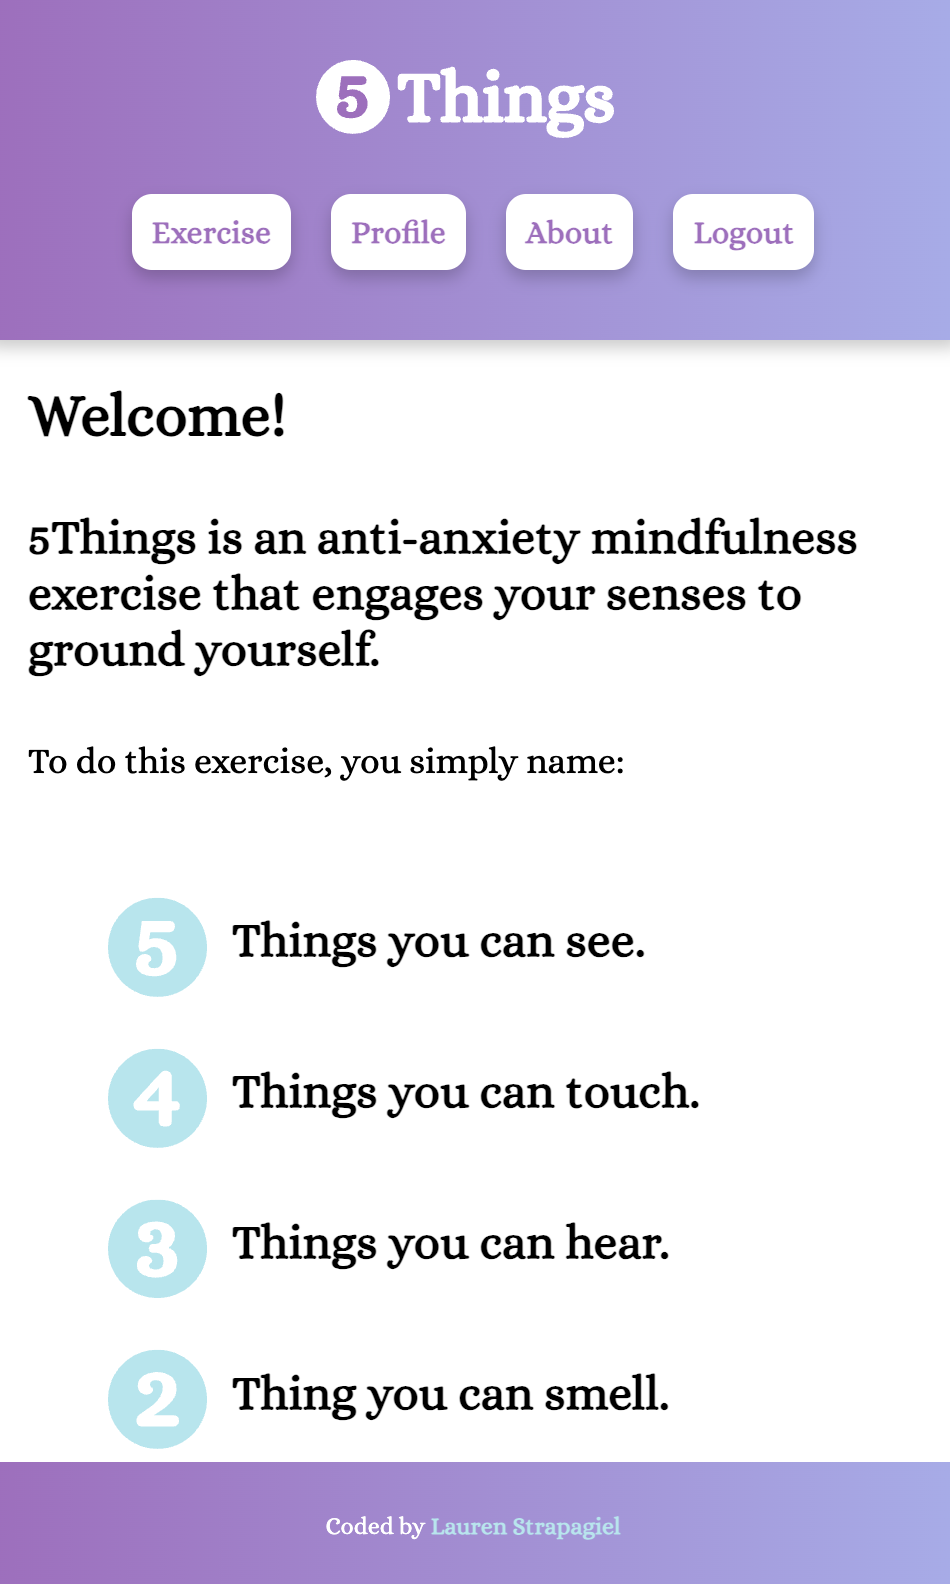 5 Things
Exercise Profile About Logout
Welcome!
5Things is an anti-anxiety mindfulness
exercise that engages your senses to
ground yourself.
To do this exercise, you simply name:
5 Things you can see.
4 Things you can touch.
3 Things you can hear.
2 Thing you can smell.
Coded by Lauren Strapagiel